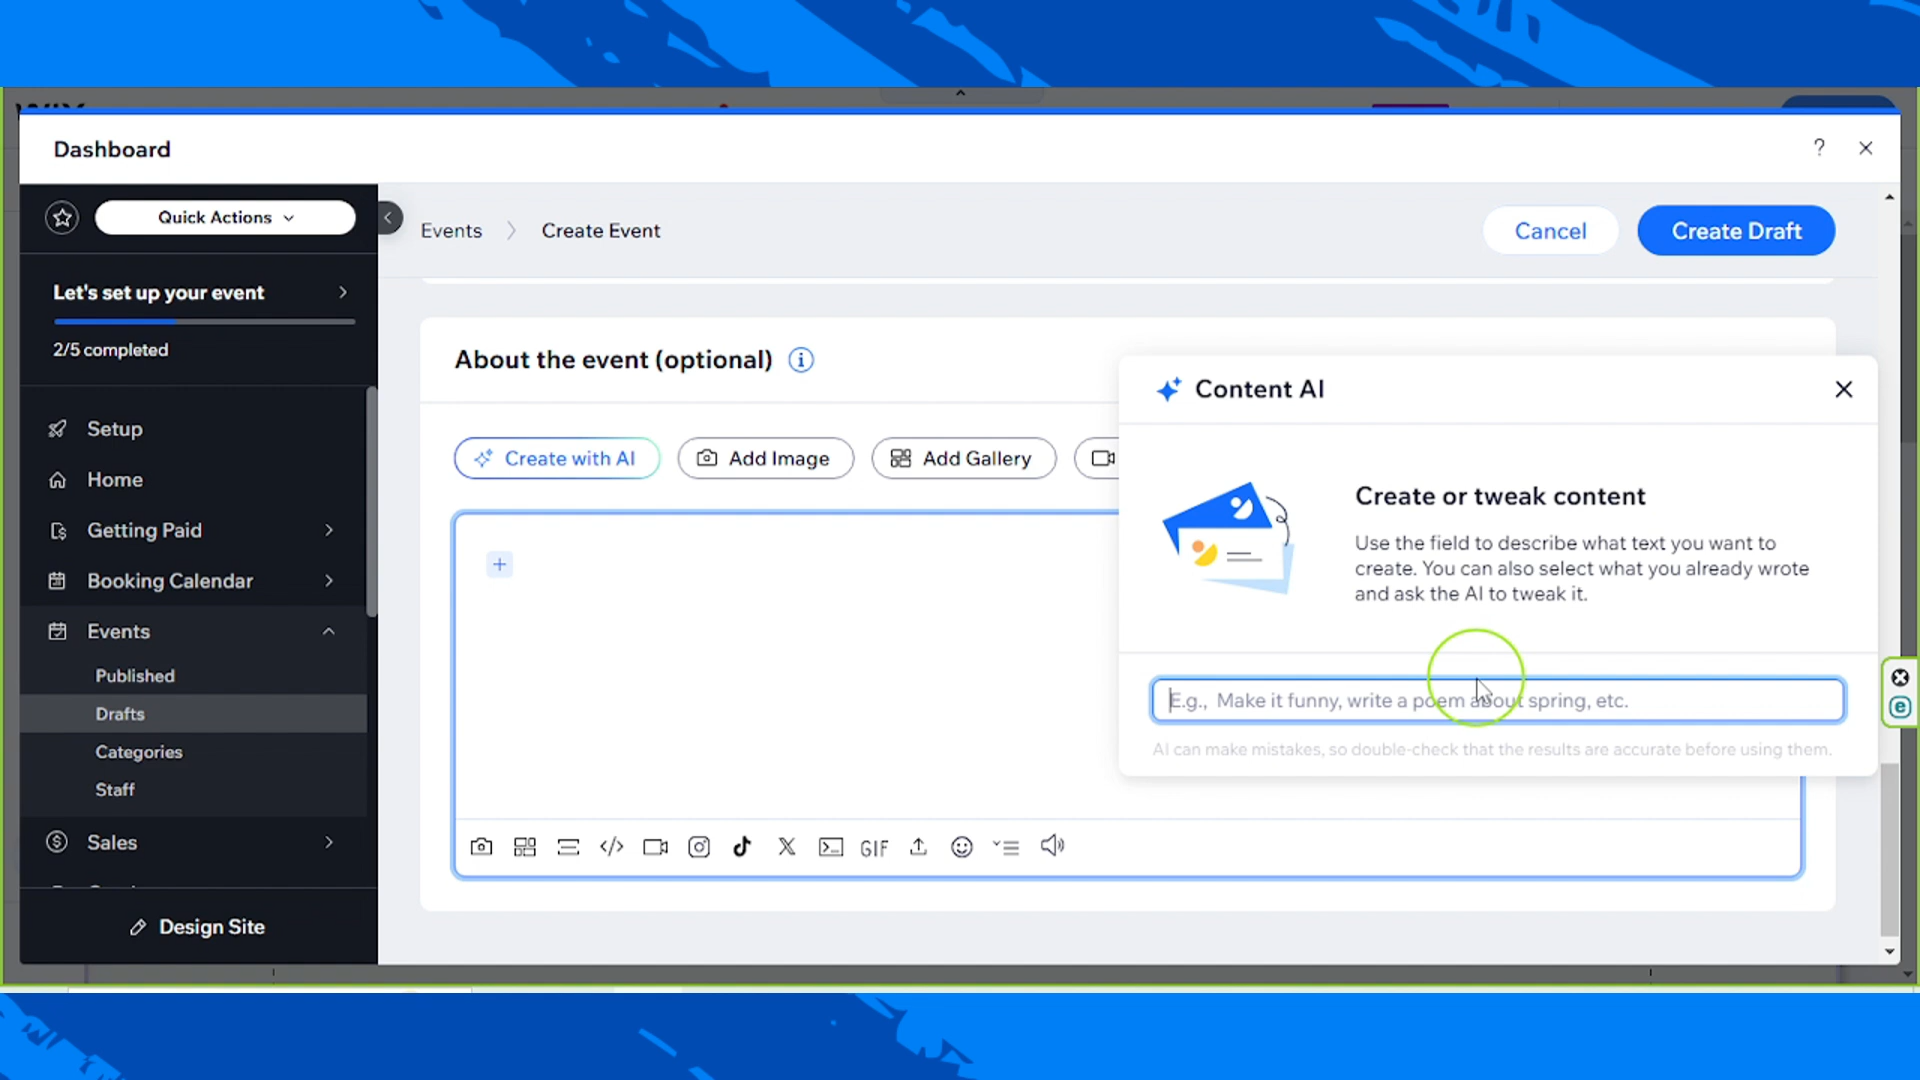 Dashboard
?
Quick Actions
Events
Create Event
Cancel
Create Draft
Let's set up your event
2/5 completed
About the event (optional)
Content AI
Setup
Create with AI
Add Image
Add Gallery
Home
Create or tweak content
Getting Paid
Use the field to describe what text you want to
create. You can also select what you already wrote
and ask the AI to tweak it.
Booking Calendar
Events
Published
E.g., Make it funny, write a poem about spring, etc.
Drafts
Categories
AI can make mistakes, so double-check that the results are accurate before using them.
Staff
Sales
GIF
Design Site